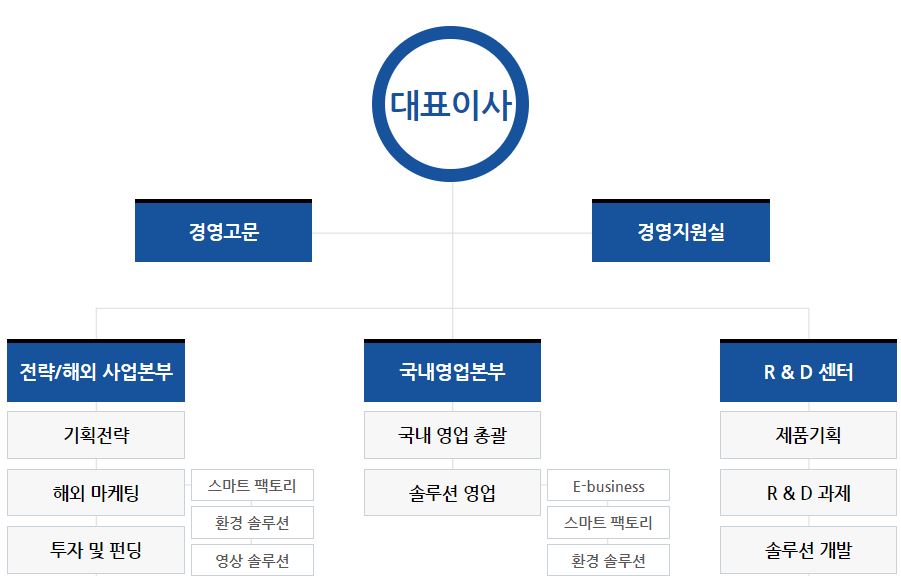 대표이사
경영고문
경영지원실
전략/해외 사업본부
국내영업본부
R & D 센터
기획전략
국내 영업 총괄
제품기획
해외 마케팅
스마트 팩토리
솔루션 영업
E-business
R & D 과제
환경 솔루션
스마트 팩토리
투자 및 펀딩
영상 솔루션
환경 솔루션
솔루션 개발